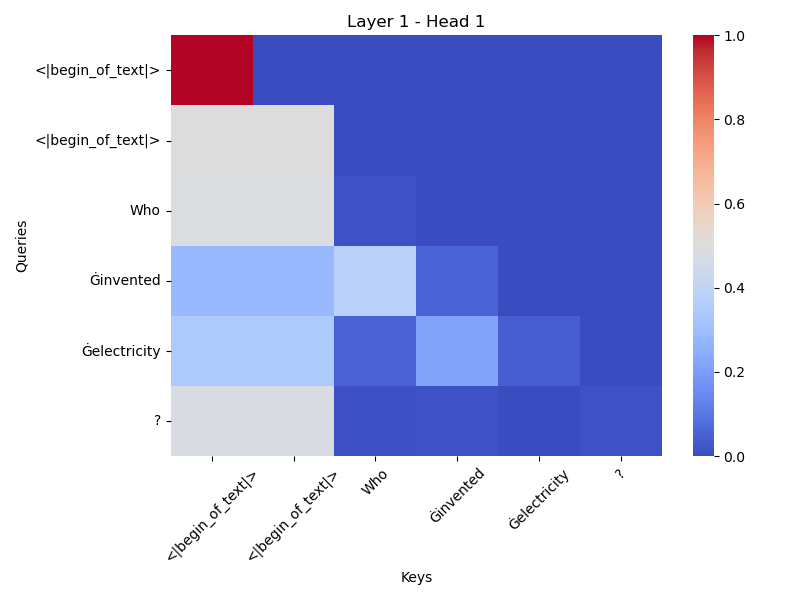 Layer 1 - Head 1
<|begin_of_text|>
<|begin_of_text|>
Who
Ġinvented
Ġelectricity
?
Queries
<|begin_of_text|>
<|begin_of_text|>
Who
Ġinvented
Ġelectricity
?
Keys
1.0
0.8
0.6
0.4
0.2
0.0